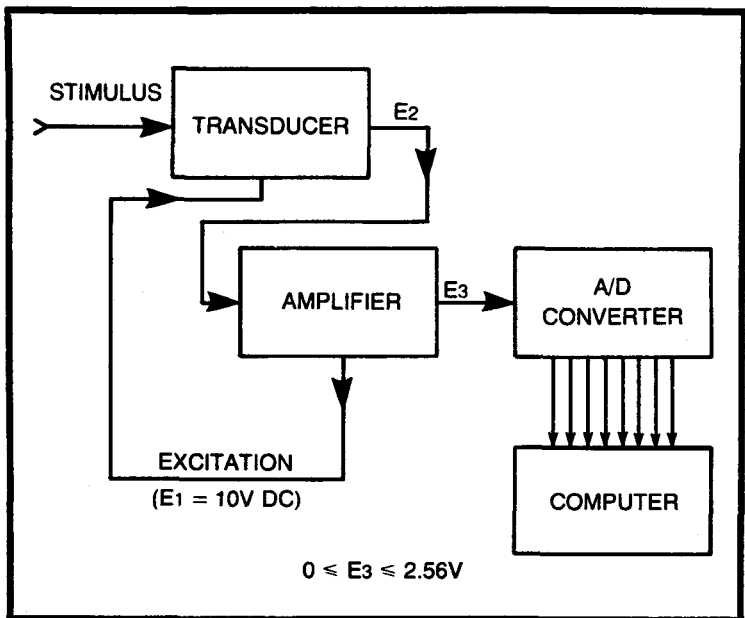 STIMULUS
TRANSDUCER
E2
AMPLIFIER
E3
A/D
CONVERTER
EXCITATION
(E1 = 10V DC)
COMPUTER
0 ≤ E3 ≤ 2.56V